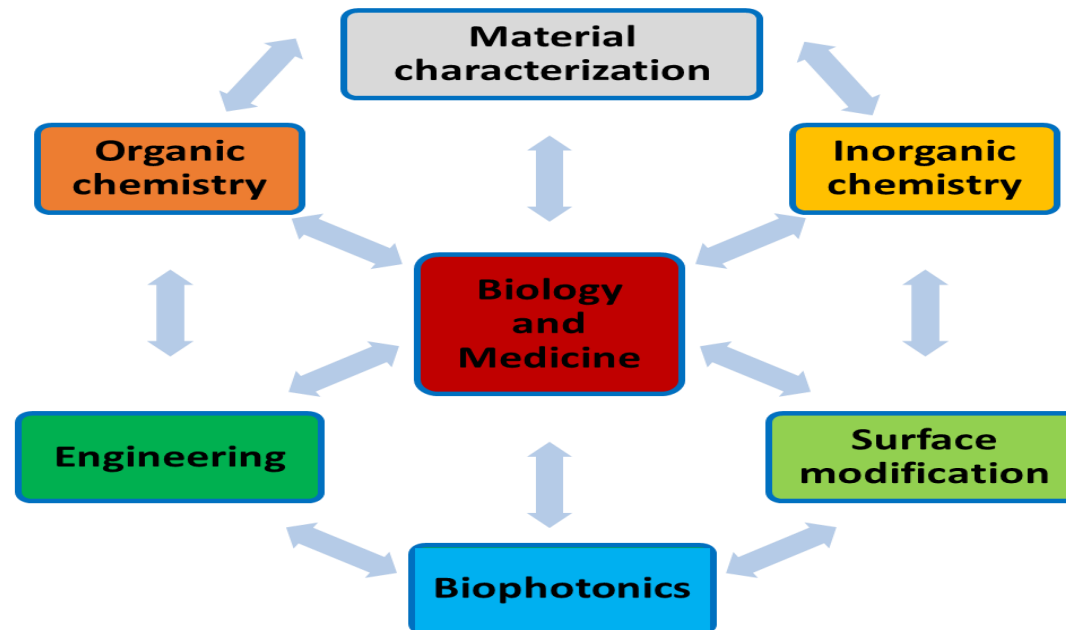 Material
characterization
Organic
chemistry
Inorganic
chemistry
Biology
and
Medicine
Engineering
Surface
modification
Biophotonics